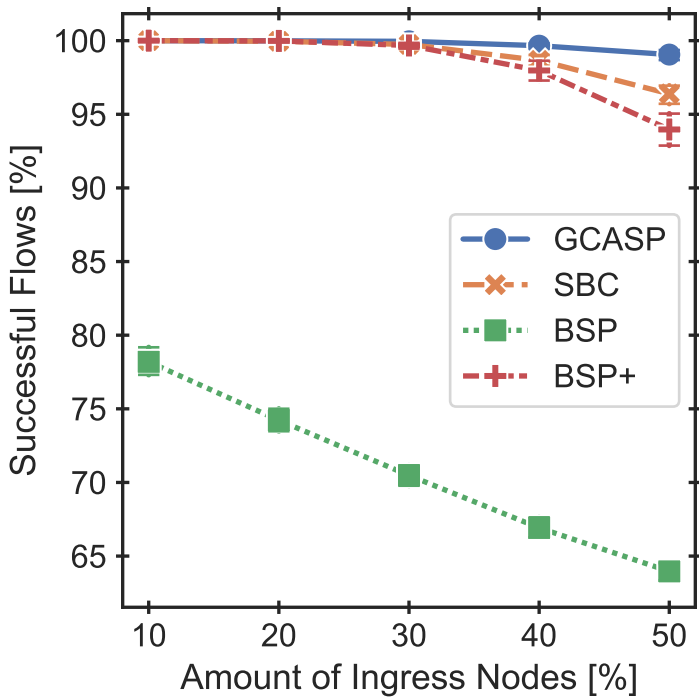 Successful Flows [%]
100
95
90
85
80
75
70
65
GCASP
SBC
BSP
BSP+
10 20 30 40 50
Amount of Ingress Nodes [%]